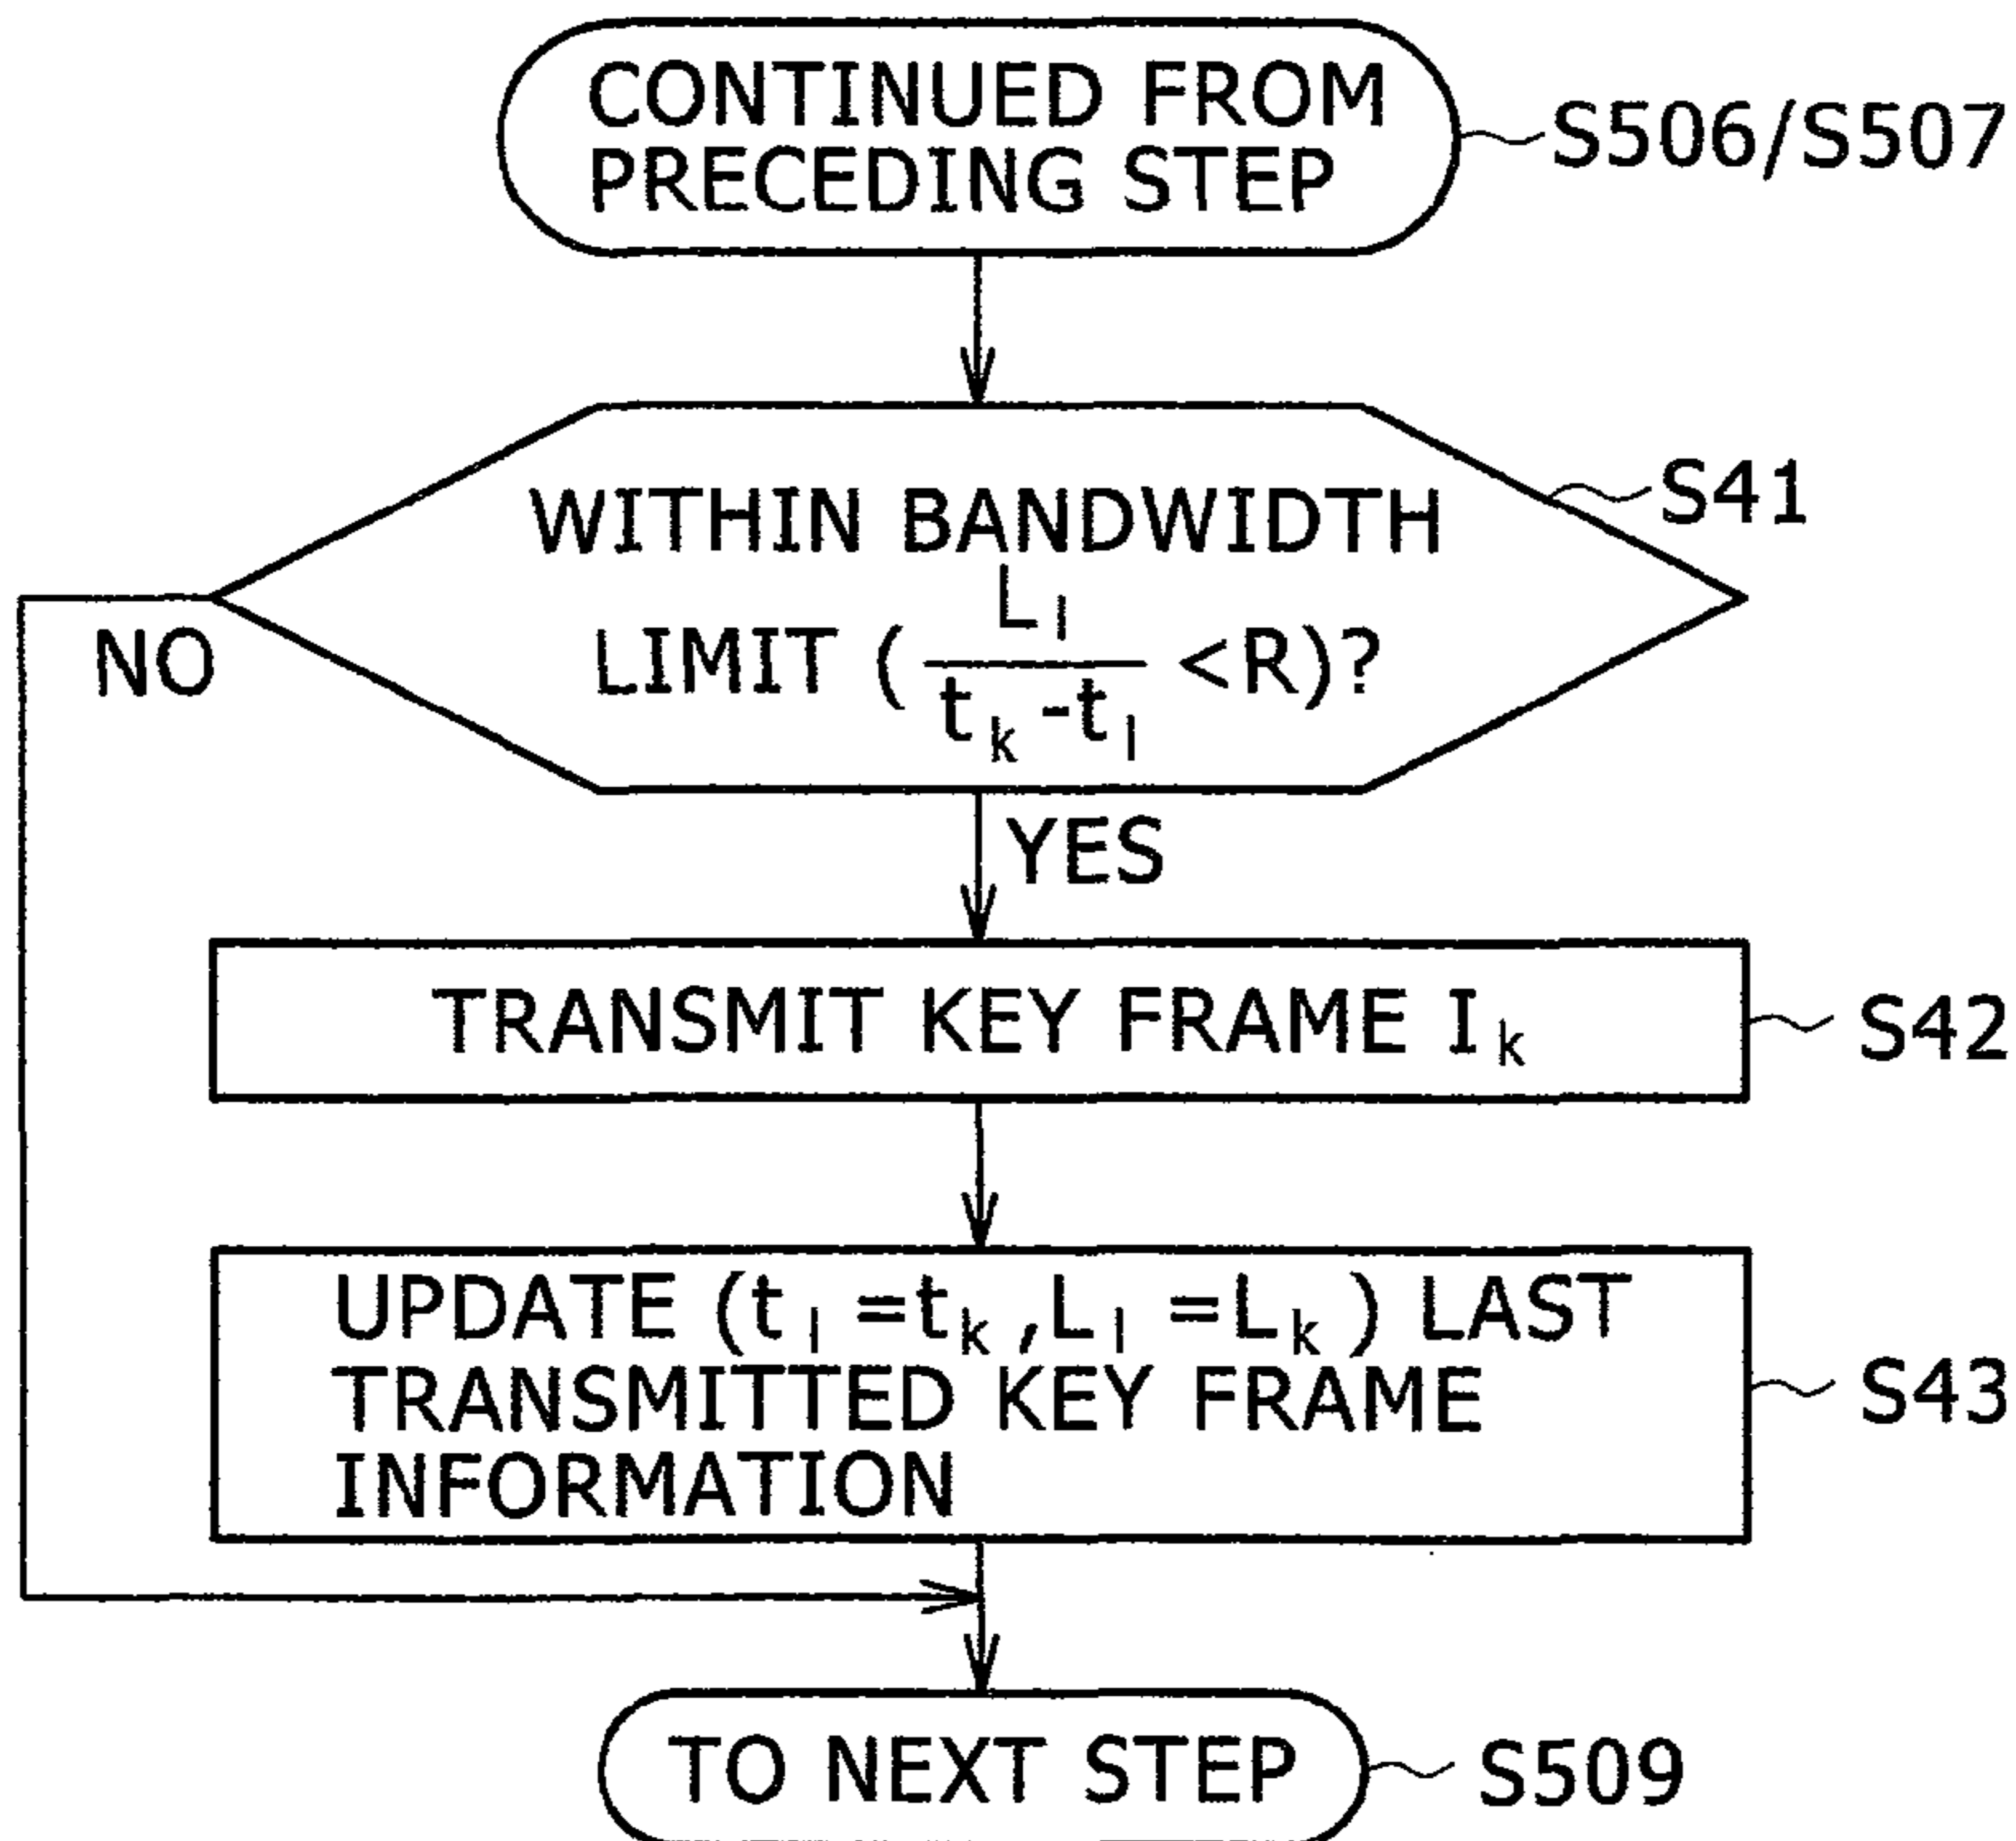 CONTINUED FROM
PRECEDING STEP
S506/S507
S41
WITHIN BANDWIDTH
LIMIT (L_l / t_k-t_l <R)?
NO
YES
TRANSMIT KEY FRAME I_k
S42
UPDATE (t_l=t_k,L_l=L_k) LAST
TRANSMITTED KEY FRAME
INFORMATION
S43
TO NEXT STEP
S509